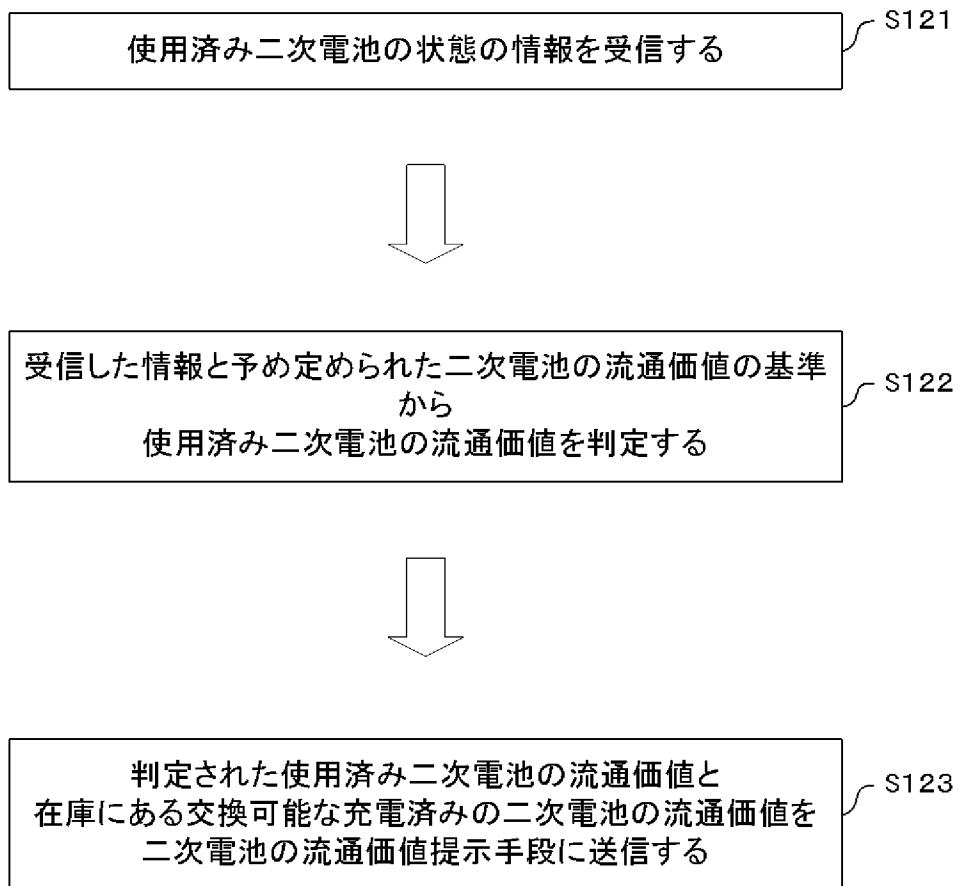 使用済み二次電池の状態の情報を受信する
S121
受信した情報と予め定められた二次電池の流通価値の基準
から
使用済み二次電池の流通価値を判定する
S122
判定された使用済み二次電池の流通価値と
在庫にある交換可能な充電済みの二次電池の流通価値を
二次電池の流通価値提示手段に送信する
S123